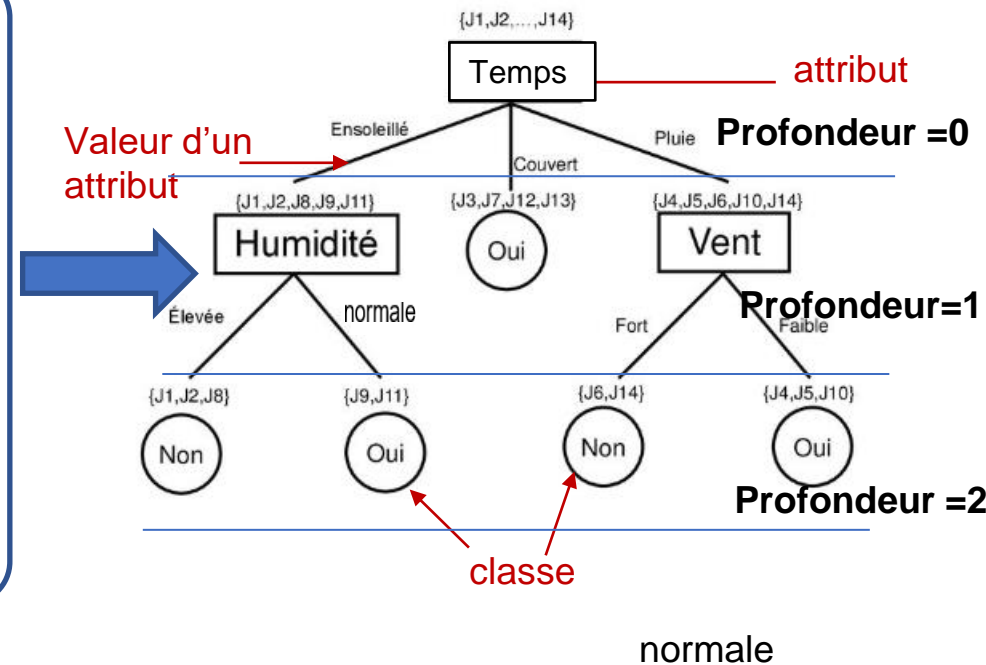 {J1,J2,...,J14}
Temps
attribut
Valeur d'un
attribut
Ensoleillé
Couvert
Pluie
Profondeur =0
{J1,J2,J8,J9,J11}
{J3,J7,J12,J13}
{J4,J5,J6,J10,J14}
Humidité
Oui
Vent
Élevée
normale
Fort
Faible
Profondeur=1
{J1,J2,J8}
{J9,J11}
{J6,J14}
{J4,J5,J10}
Non
Oui
Non
Oui
Profondeur =2
classe
normale